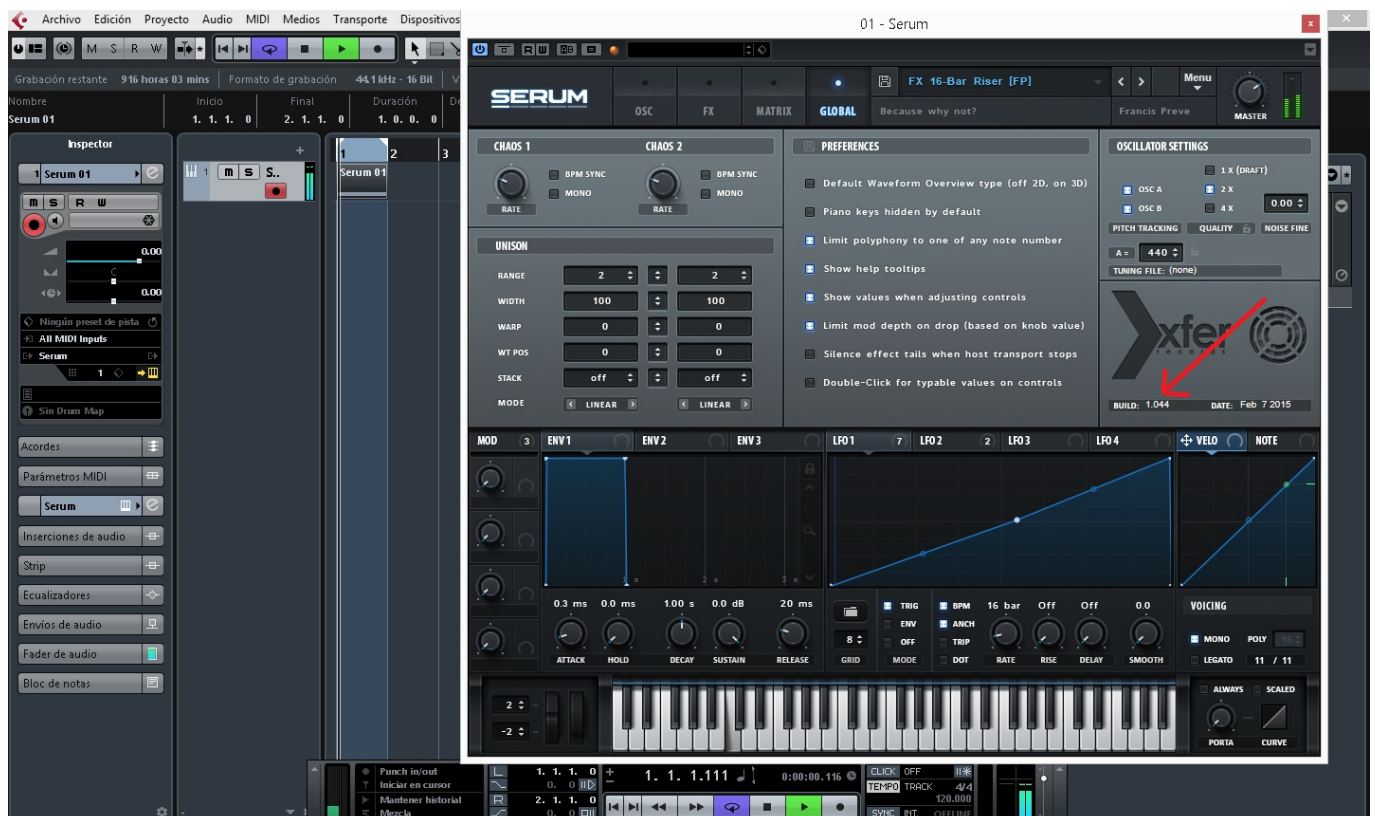 Archivo Edición Proyecto Audio MIDI Medios Transporte Dispositivos
01 - Serum
M S R W
Grabación restante 916 horas 03 mins Formato de grabación 44.1 kHz - 16 Bit
Nombre Inicio Final Duración
Serum 01 1. 1. 1. 0 2. 1. 1. 0 1. 0. 0. 0
Inspector
1 Serum 01
m S R W
0.00
C
0.00
Ningún preset de pista
All MIDI Inputs
Serum
1
Sin Drum Map
Acordes
Parámetros MIDI
Serum
Inserciones de audio
Strip
Ecualizadores
Envíos de audio
Fader de audio
Bloc de notas
1 m S S..
1 2 3
Serum 01
SERUM
OSC FX MATRIX GLOBAL
FX 16-Bar Riser [FP]
Because why not? Francis Preve
Menu
MASTER
CHAOS 1 CHAOS 2
BPM SYNC BPM SYNC
MONO MONO
RATE RATE
UNISON
RANGE 2 2
WIDTH 100 100
WARP 0 0
WT POS 0 0
STACK off off
MODE LINEAR LINEAR
PREFERENCES
Default Waveform Overview type (off 2D, on 3D)
Piano keys hidden by default
Limit polyphony to one of any note number
Show help tooltips
Show values when adjusting controls
Limit mod depth on drop (based on knob value)
Silence effect tails when host transport stops
Double-Click for typable values on controls
OSCILLATOR SETTINGS
1 X (DRAFT)
OSC A 2 X
OSC B 4 X 0.00
PITCH TRACKING QUALITY NOISE FINE
A = 440
TUNING FILE: (none)
xfer
records
BUILD: 1.044 DATE: Feb 7 2015
MOD 3 ENV 1 ENV 2 ENV 3 LFO 1 7 LFO 2 2 LFO 3 LFO 4 VELO NOTE
1 s 2 s 3 s
0.3 ms 0.0 ms 1.00 s 0.0 dB 20 ms
ATTACK HOLD DECAY SUSTAIN RELEASE
8
GRID
TRIG
ENV
OFF
MODE
BPM
ANCH
TRIP
DOT
16 bar Off Off 0.0
RATE RISE DELAY SMOOTH
VOICING
MONO POLY 16
LEGATO 11 / 11
2
-2
ALWAYS SCALED
PORTA CURVE
Punch in/out
Iniciar en cursor
Mantener historial
Mezcla
L 1. 1. 1. 0
0. 0
R 2. 1. 1. 0
0. 0
1. 1. 1.111 0:00:00.116
CLICK OFF
TEMPO TRACK 4/4
120.000
SYNC INT. OFFLINE